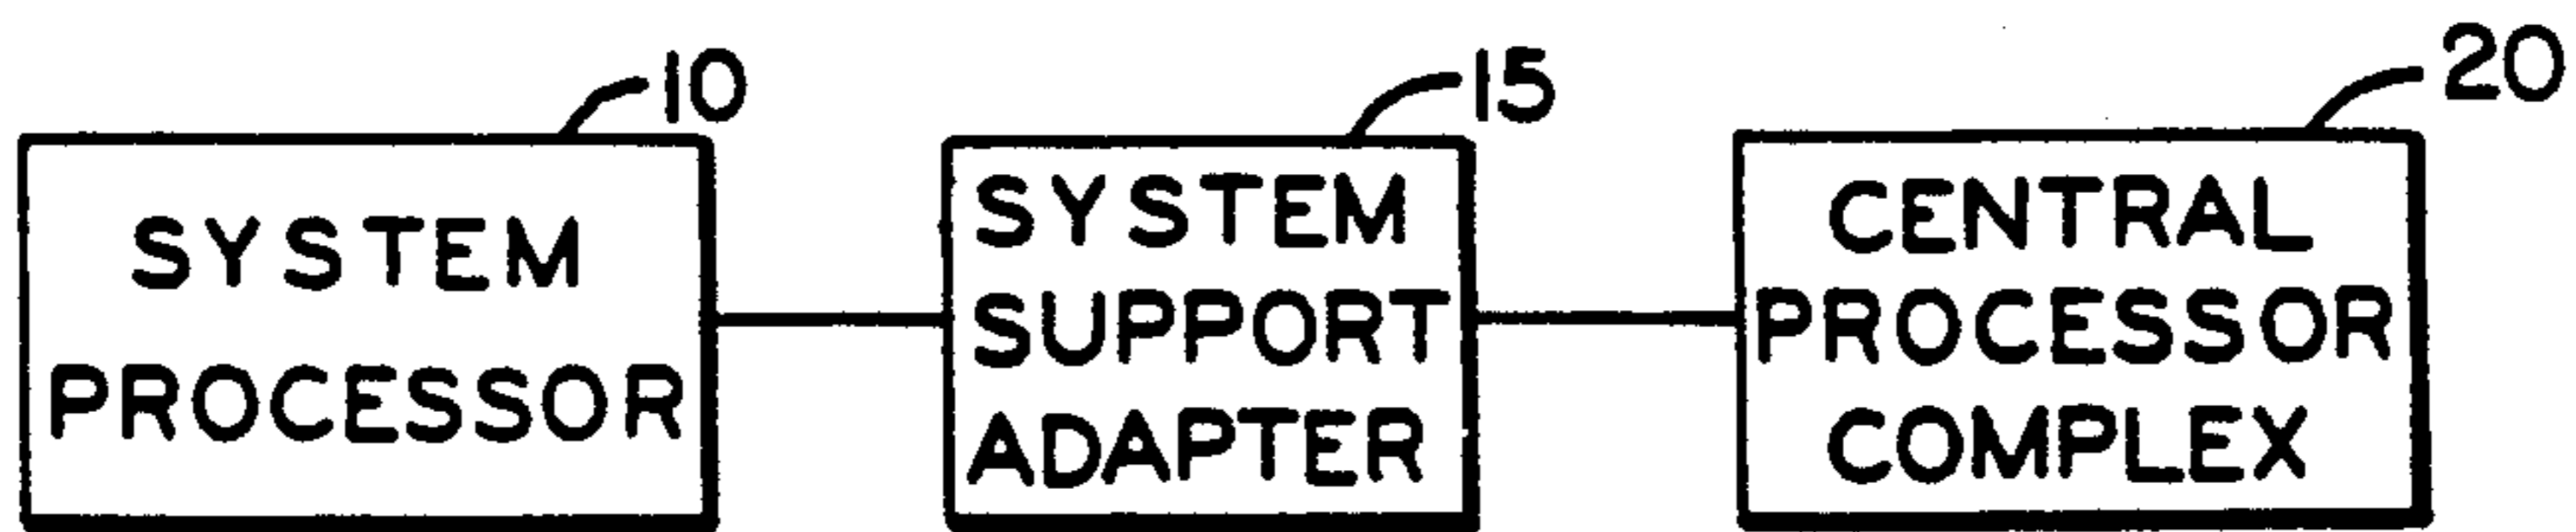 10
15
20
SYSTEM
PROCESSOR
SYSTEM
SUPPORT
ADAPTER
CENTRAL
PROCESSOR
COMPLEX